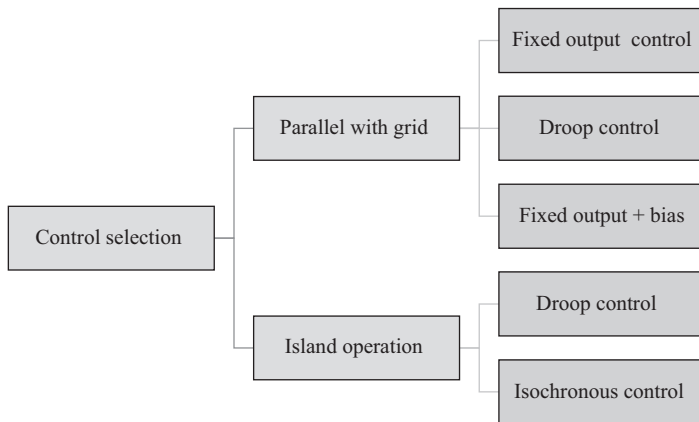 Control selection
Parallel with grid
Fixed output control
Droop control
Fixed output + bias
Island operation
Droop control
Isochronous control